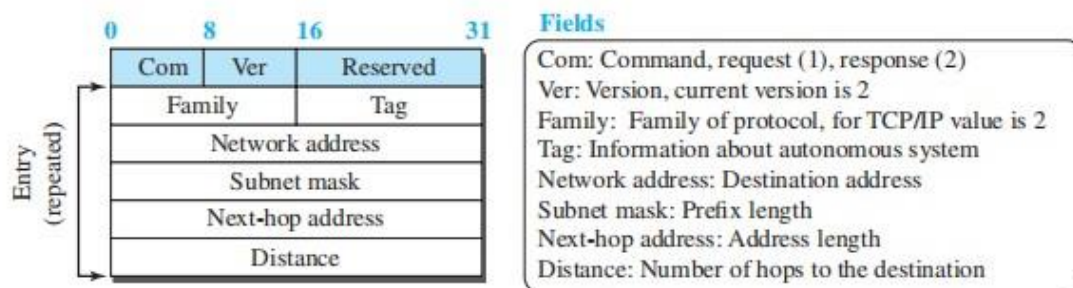 0 8 16 31
Com Ver Reserved
Family Tag
Network address
Subnet mask
Next-hop address
Distance
Entry
(repeated)
Fields
Com: Command, request (1), response (2)
Ver: Version, current version is 2
Family: Family of protocol, for TCP/IP value is 2
Tag: Information about autonomous system
Network address: Destination address
Subnet mask: Prefix length
Next-hop address: Address length
Distance: Number of hops to the destination